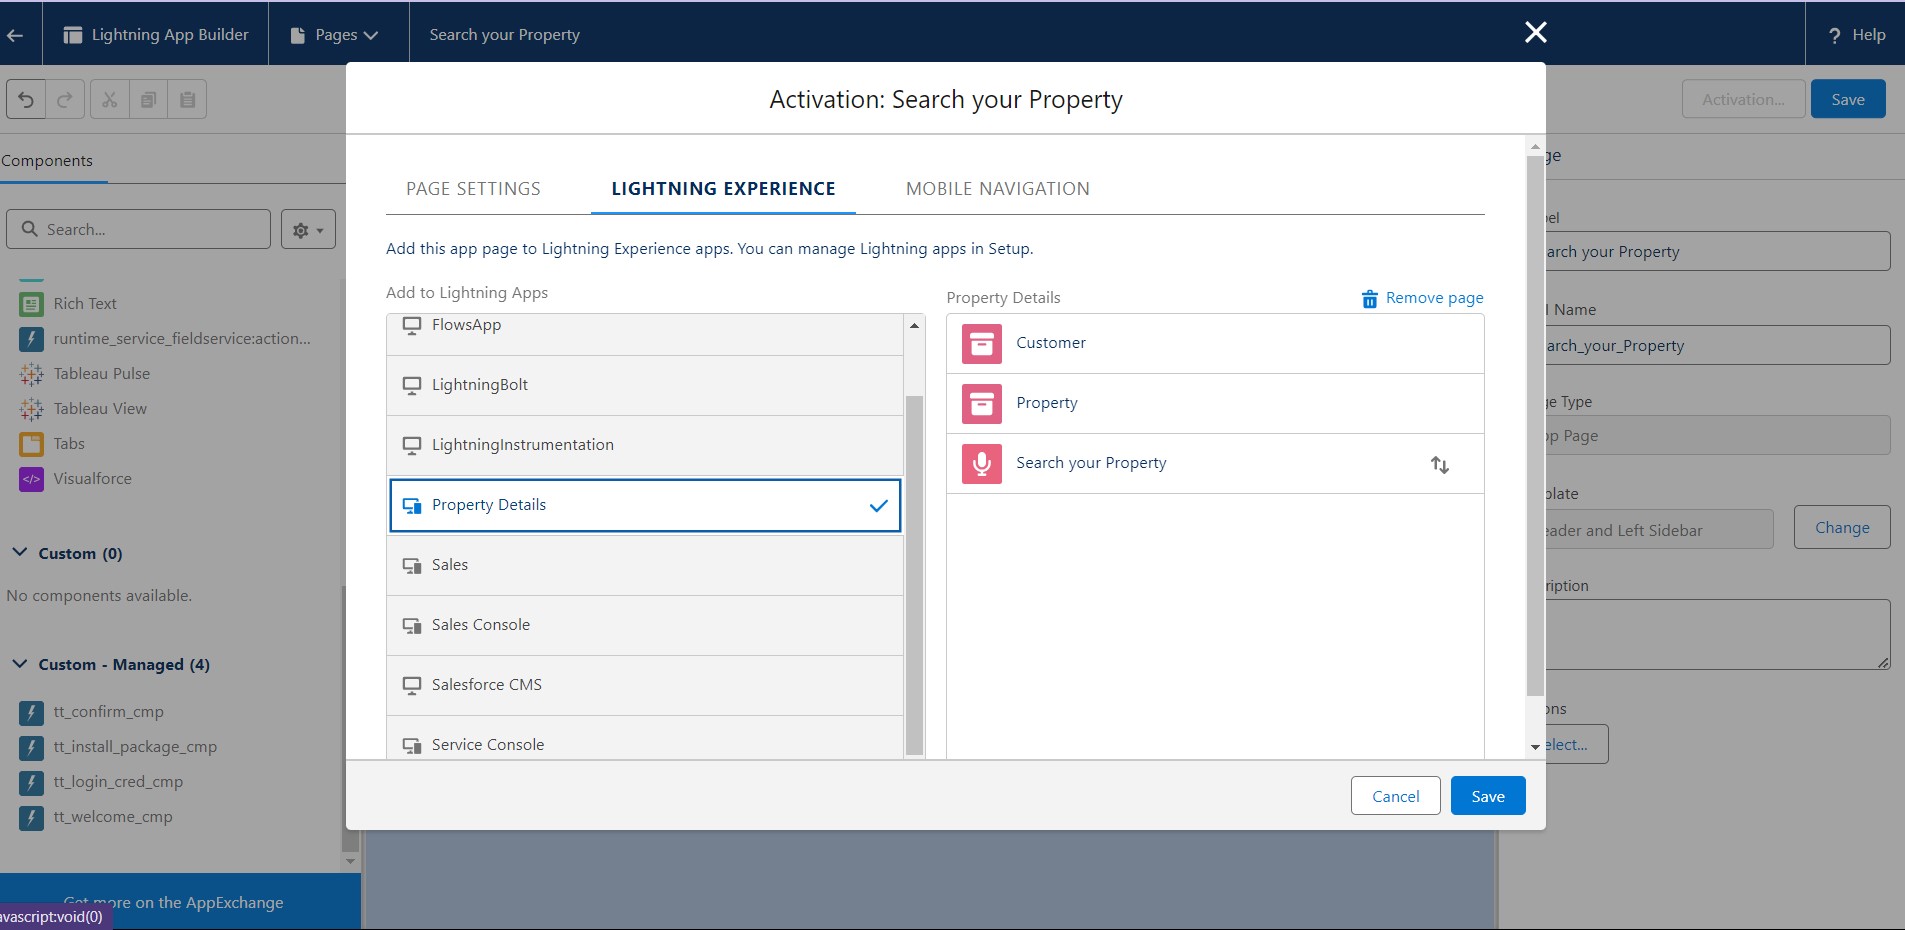 Lightning App Builder
Pages
Search your Property
? Help
Activation: Search your Property
Activation...
Save
Components
ge
PAGE SETTINGS
LIGHTNING EXPERIENCE
MOBILE NAVIGATION
Search...
Add this app page to Lightning Experience apps. You can manage Lightning apps in Setup.
Add to Lightning Apps
Property Details
Remove page
Rich Text
runtime_service_fieldservice:action...
Tableau Pulse
Tableau View
Tabs
Visualforce
Custom (0)
No components available.
Custom - Managed (4)
tt_confirm_cmp
tt_install_package_cmp
tt_login_cred_cmp
tt_welcome_cmp
Get more on the AppExchange
avascript:void(0)
FlowsApp
LightningBolt
LightningInstrumentation
Property Details
Sales
Sales Console
Salesforce CMS
Service Console
Customer
Property
Search your Property
Cancel
Save
el
arch your Property
I Name
arch_your_Property
ge Type
p Page
plate
eader and Left Sidebar
Change
ription
ons
elect...